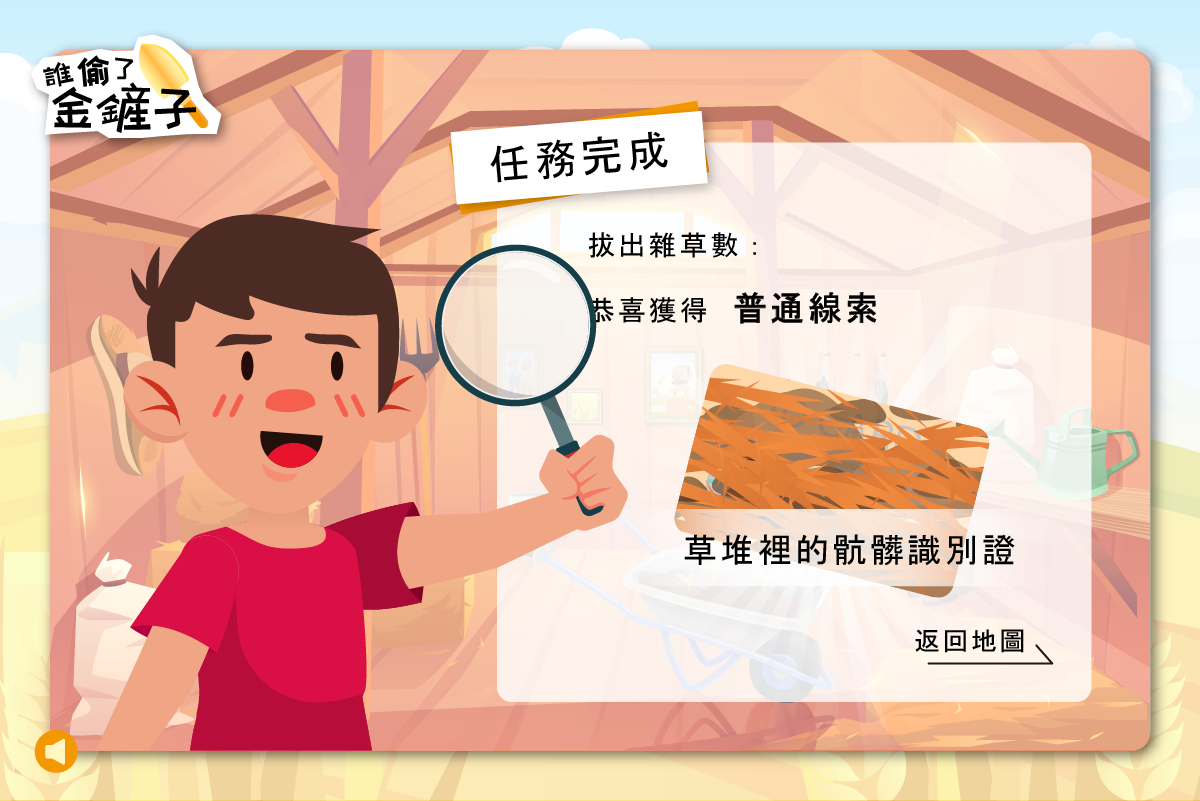 誰偷了
金鏟子
任務完成
拔出雜草數：
恭喜獲得 普通線索
草堆裡的骯髒識別證
返回地圖